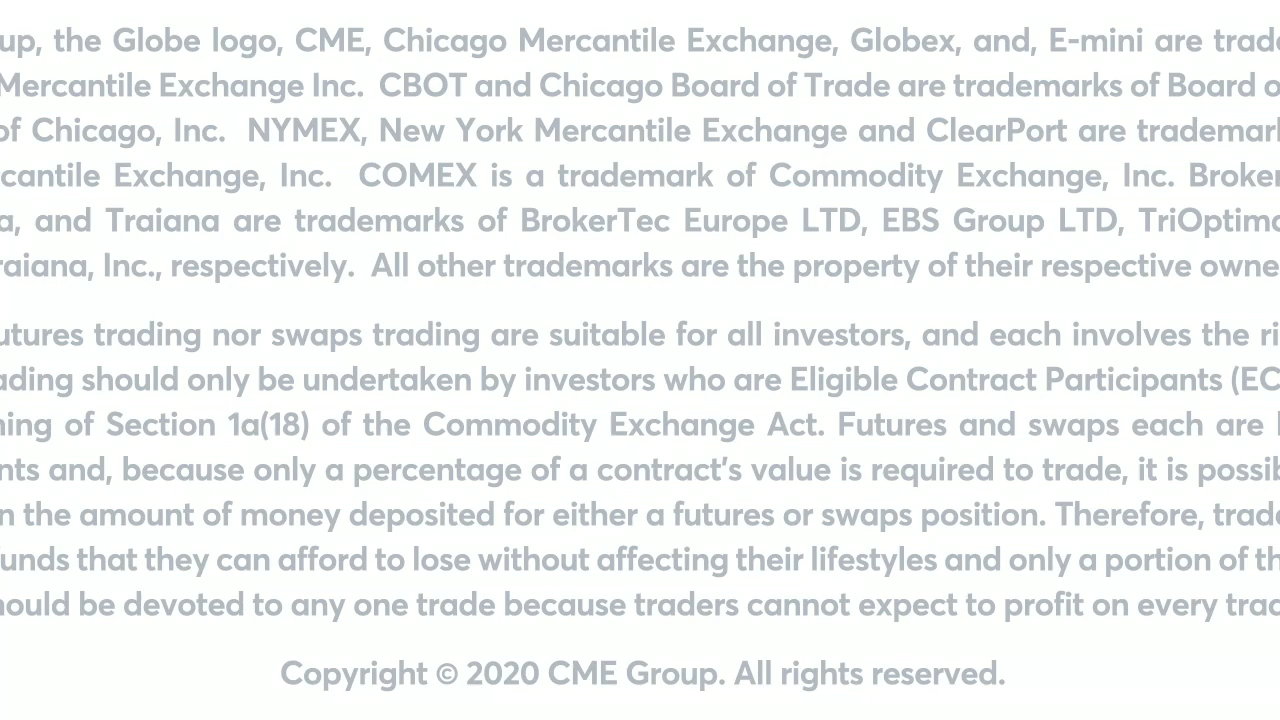 up, the Globe logo, CME, Chicago Mercantile Exchange, Globex, and, E-mini are trad
Mercantile Exchange Inc. CBOT and Chicago Board of Trade are trademarks of Board o
of Chicago, Inc. NYMEX, New York Mercantile Exchange and ClearPort are trademar
cantile Exchange, Inc. COMEX is a trademark of Commodity Exchange, Inc. Broker
a, and Traiana are trademarks of BrokerTec Europe LTD, EBS Group LTD, TriOptima
raiana, Inc., respectively. All other trademarks are the property of their respective owne
utures trading nor swaps trading are suitable for all investors, and each involves the ri
ading should only be undertaken by investors who are Eligible Contract Participants (EC
ning of Section 1a(18) of the Commodity Exchange Act. Futures and swaps each are
nts and, because only a percentage of a contract's value is required to trade, it is possib
n the amount of money deposited for either a futures or swaps position. Therefore, trade
unds that they can afford to lose without affecting their lifestyles and only a portion of th
hould be devoted to any one trade because traders cannot expect to profit on every trad
Copyright © 2020 CME Group. All rights reserved.